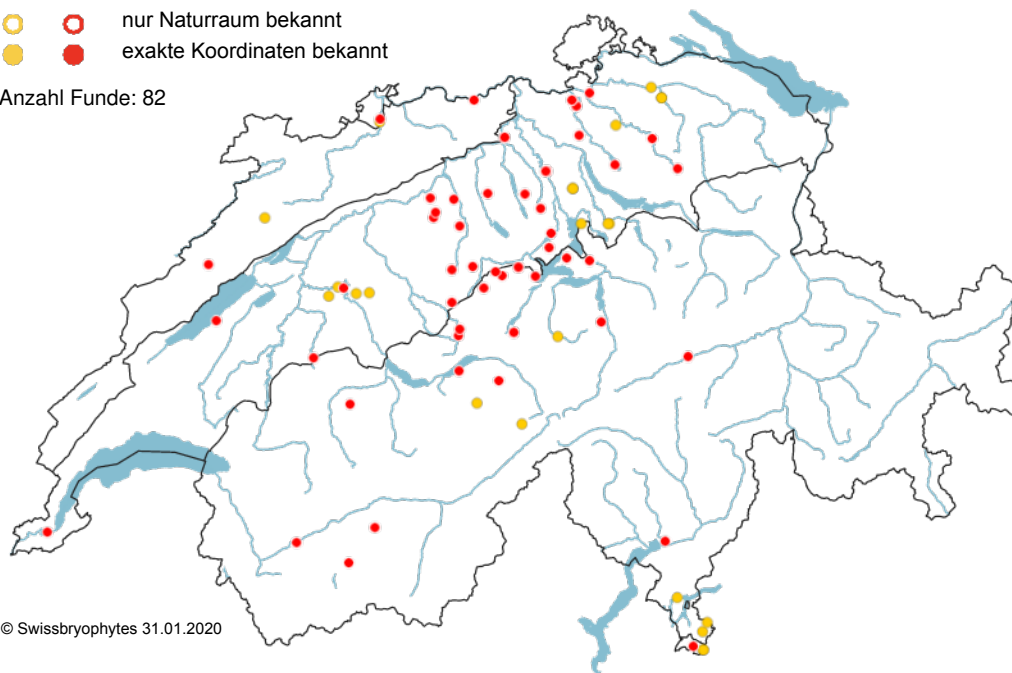 nur Naturraum bekannt
exakte Koordinaten bekannt
Anzahl Funde: 82
© Swissbryophytes 31.01.2020